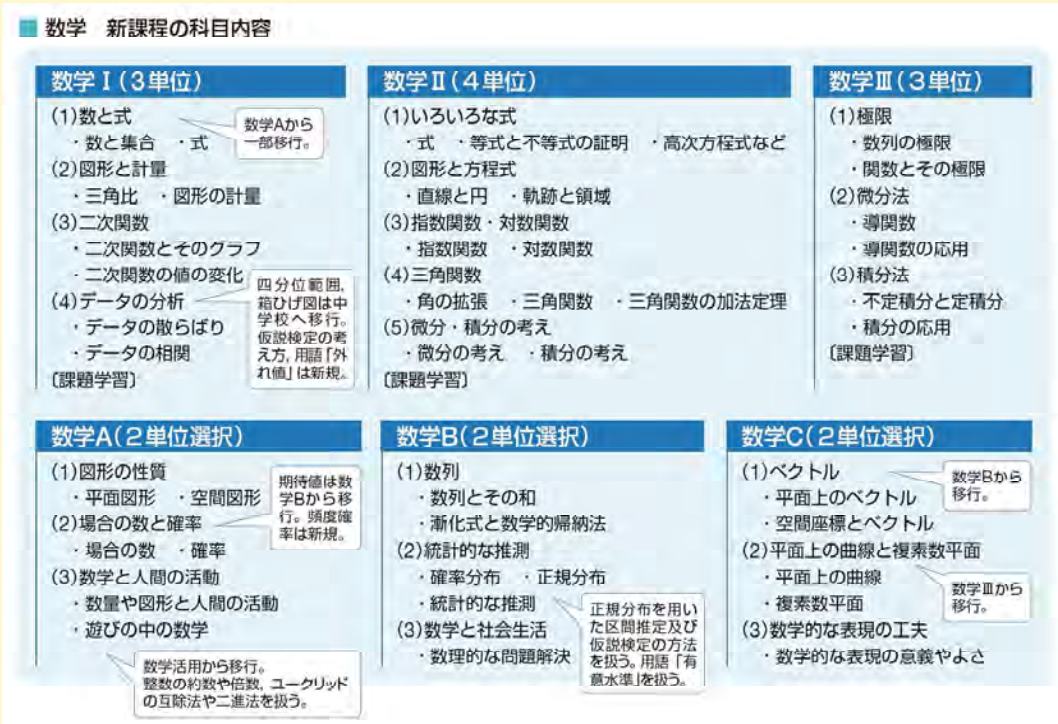 数学　新課程の科目内容
数学Ⅰ(3単位)
(1)数と式
・数と集合　・式
数学Aから
一部移行。
(2)図形と計量
・三角比　・図形の計量
(3)二次関数
・二次関数とそのグラフ
・二次関数の値の変化
(4)データの分析
・データの散らばり
・データの相関
四分位範囲,
箱ひげ図は中
学校へ移行。
仮説検定の考
え方, 用語「外
れ値」は新規。
〔課題学習〕
数学Ⅱ(4単位)
(1)いろいろな式
・式　・等式と不等式の証明　・高次方程式など
(2)図形と方程式
・直線と円　・軌跡と領域
(3)指数関数・対数関数
・指数関数　・対数関数
(4)三角関数
・角の拡張　・三角関数　・三角関数の加法定理
(5)微分・積分の考え
・微分の考え　・積分の考え
〔課題学習〕
数学Ⅲ(3単位)
(1)極限
・数列の極限
・関数とその極限
(2)微分法
・導関数
・導関数の応用
(3)積分法
・不定積分と定積分
・積分の応用
〔課題学習〕
数学A(2単位選択)
(1)図形の性質
・平面図形　・空間図形
(2)場合の数と確率
・場合の数　・確率
期待値は数
学Bから移
行。頻度確
率は新規。
(3)数学と人間の活動
・数量や図形と人間の活動
・遊びの中の数学
数学活用から移行。
整数の約数や倍数, ユークリッド
の互除法や二進法を扱う。
数学B(2単位選択)
(1)数列
・数列とその和
・漸化式と数学的帰納法
(2)統計的な推測
・確率分布　・正規分布
・統計的な推測
正規分布を用い
た区間推定及び
仮説検定の方法
を扱う。用語「有
意水準」を扱う。
(3)数学と社会生活
・数理的な問題解決
数学C(2単位選択)
(1)ベクトル
・平面上のベクトル
・空間座標とベクトル
数学Bから
移行。
(2)平面上の曲線と複素数平面
・平面上の曲線
・複素数平面
数学Ⅲから
移行。
(3)数学的な表現の工夫
・数学的な表現の意義やよさ